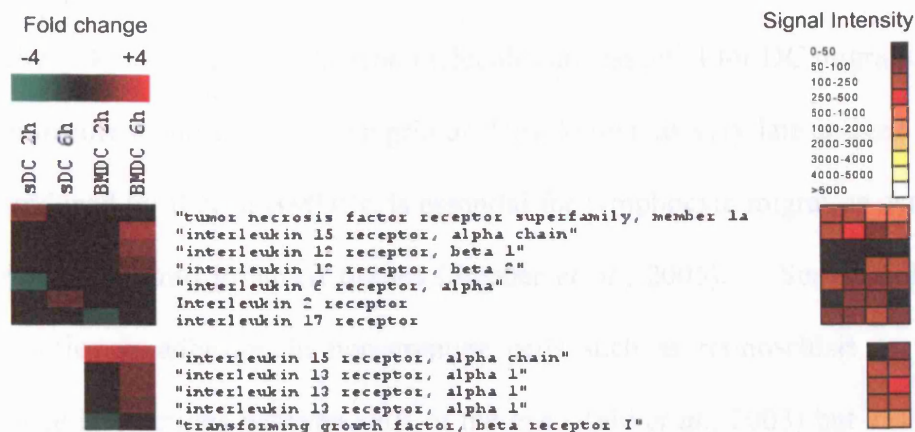 Fold change
-4 +4
sDC 2h
sDC 6h
BMDC 2h
BMDC 6h
Signal Intensity
0-50
50-100
100-250
250-500
500-1000
1000-2000
2000-3000
3000-4000
4000-5000
>5000
"tumor necrosis factor receptor superfamily, member 1a
"interleukin 15 receptor, alpha chain"
"interleukin 12 receptor, beta 1"
"interleukin 12 receptor, beta 2"
"interleukin 6 receptor, alpha"
Interleukin 2 receptor
interleukin 17 receptor
"interleukin 15 receptor, alpha chain"
"interleukin 13 receptor, alpha 1"
"interleukin 13 receptor, alpha 1"
"interleukin 13 receptor, alpha 1"
"transforming growth factor, beta receptor I"